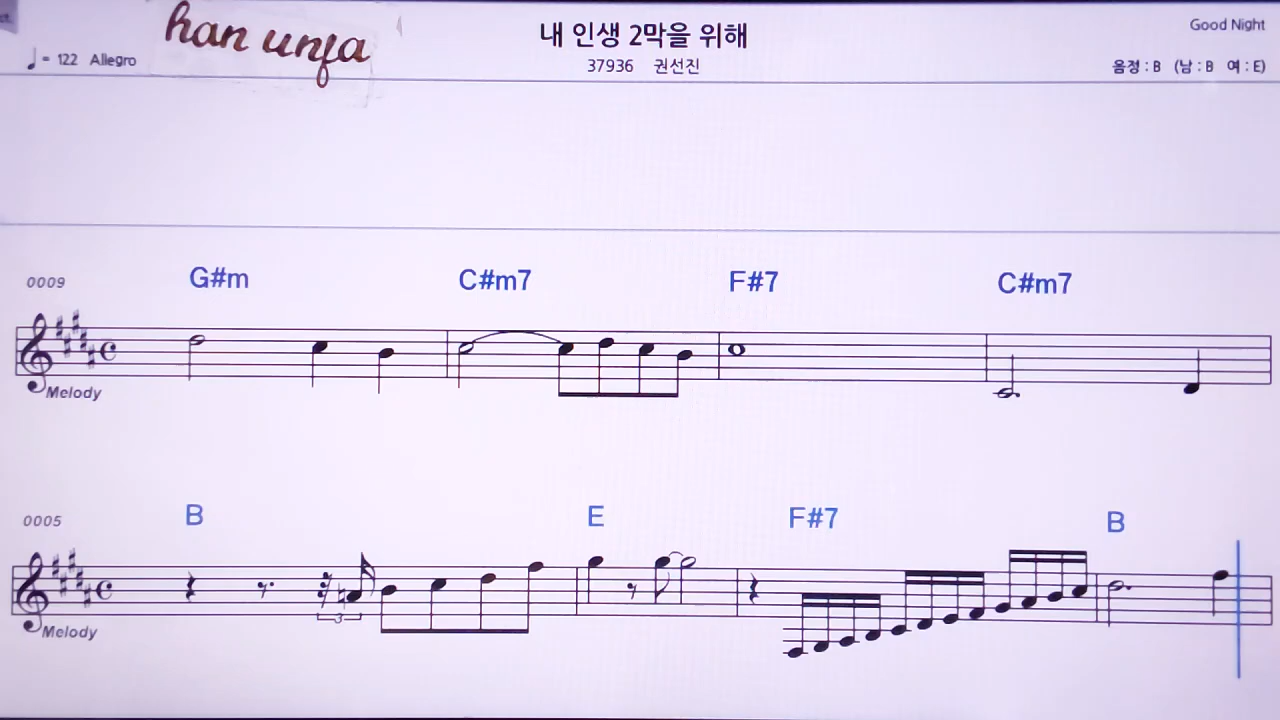 han unja
내 인생 2막을 위해
Good Night
♩ = 122 Allegro
37936 권선진
음정 : B (남 : B 여 : E)
0009 G#m C#m7 F#7 C#m7
Melody
0005 B E F#7 B
3
Melody